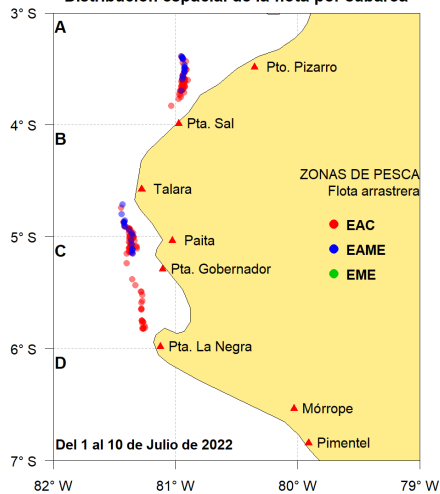 Distribución espacial de la flota por subárea
3° S
A
Pto. Pizarro
4° S
Pta. Sal
B
ZONAS DE PESCA
Flota arrastrera
Talara
EAC
5° S
Paita
EAME
C
Pta. Gobernador
EME
6° S
Pta. La Negra
D
Mórrope
Del 1 al 10 de Julio de 2022
Pimentel
7° S
82° W
81° W
80° W
79° W